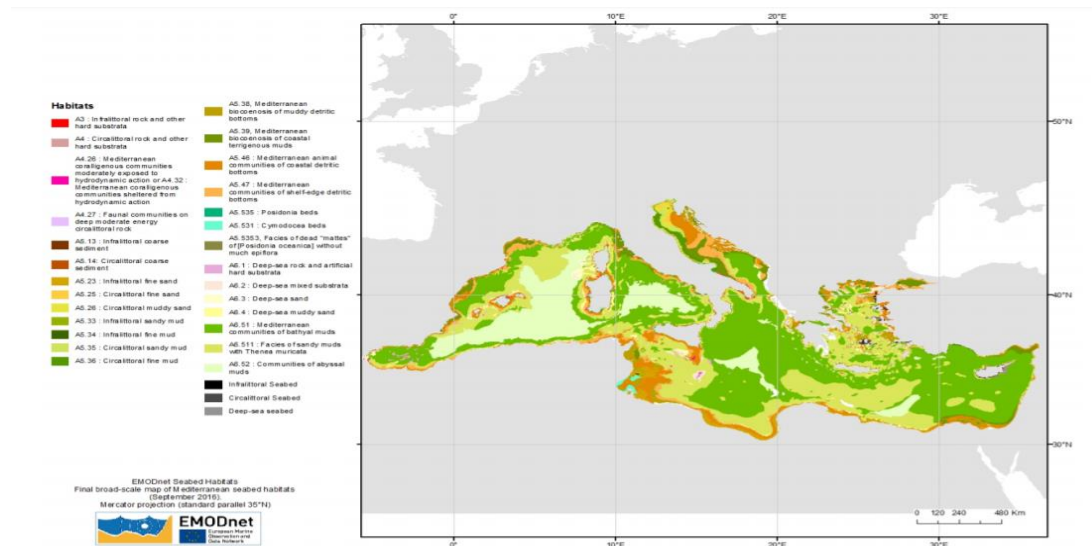 0°
10°E
20°E
30°E
Habitats
A3 : Infralittoral rock and other
hard substrata
A4 : Circalittoral rock and other
hard substrata
A4.26 : Mediterranean
coralligenous communities
moderately exposed to
hydrodynamic action or A4.32 :
Mediterranean coralligenous
communities sheltered from
hydrodynamic action
A4.27 : Faunal communities on
deep moderate energy
circalittoral rock
A5.13 : Infralittoral coarse
sediment
A5.14: Circalittoral coarse
sediment
A5.23 : Infralittoral fine sand
A5.25 : Circalittoral fine sand
A5.26 : Circalittoral muddy sand
A5.33 : Infralittoral sandy mud
A5.34 : Infralittoral fine mud
A5.35 : Circalittoral sandy mud
A5.36 : Circalittoral fine mud
A5.38, Mediterranean
biocoenosis of muddy detritic
bottoms
A5.39, Mediterranean
biocoenosis of coastal
terrigenous muds
A5.46 : Mediterranean animal
communities of coastal detritic
bottoms
A5.47 : Mediterranean
communities of shelf-edge detritic
bottoms
A5.535 : Posidonia beds
A5.531 : Cymodocea beds
A5.5353, Facies of dead "mattes"
of [Posidonia oceanica] without
much epiflora
A6.1 : Deep-sea rock and artificial
hard substrata
A6.2 : Deep-sea mixed substrata
A6.3 : Deep-sea sand
A6.4 : Deep-sea muddy sand
A6.51 : Mediterranean
communities of bathyal muds
A6.511 : Facies of sandy muds
with Thenea muricata
A6.52 : Communities of abyssal
muds
Infralittoral Seabed
Circalittoral Seabed
Deep-sea seabed
50°N
40°N
30°N
0 120 240 480 Km
EMODnet Seabed Habitats
Final broad-scale map of Mediterranean seabed habitats
(September 2016).
Mercator projection (standard parallel 35°N)
EMODnet
European Marine
Observation and
Data Network
0°
10°E
20°E
30°E